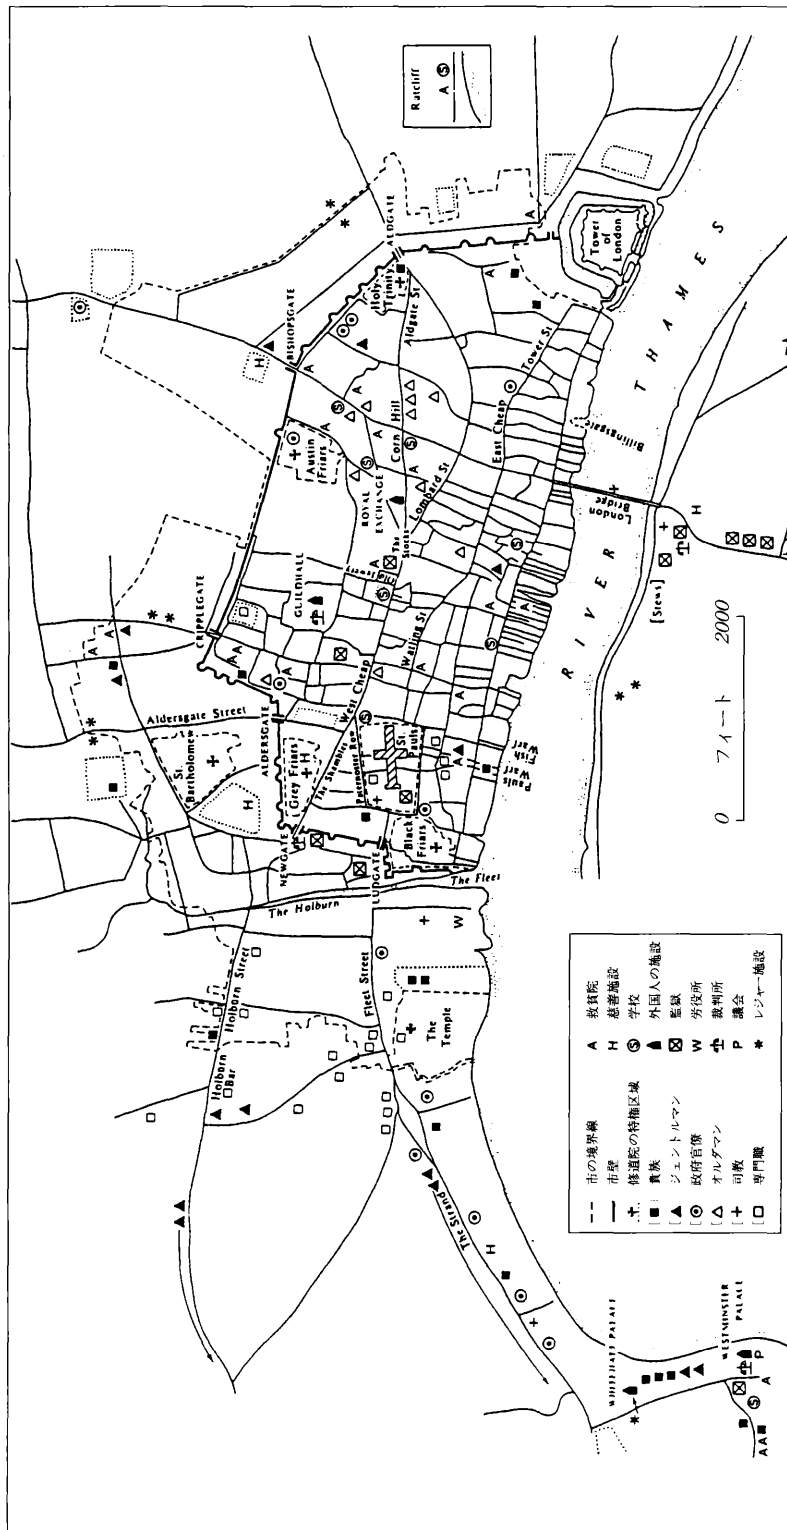 Ratcliff
A Ⓢ
ALDGATE
BISHOPSGATE
Holy Trinity
Aldgate St
Tower of London
Tower St
East Cheap
Corn Hill
Lombard St
Austin Friars
ROYAL EXCHANGE
The Stocks
Old Jewry
GUILDHALL
CRIPPLEGATE
Billingsgate
London Bridge
RIVER THAMES
[Stews]
Watling St
West Cheap
Aldersgate Street
ALDERSGATE
St. Bartholomew
Grey Friars
The Shambles
Paternoster Row
St. Pauls
Fish Warf
Pauls Warf
Black Friars
NEWGATE
LUDGATE
The Fleet
The Holburn
Holborn Street
Holborn Bar
Fleet Street
The Temple
The Strand
WHITEHALL PALACE
WESTMINSTER PALACE
0 フィート 2000
市の境界線
市壁
修道院の特権区域
貴族
ジェントルマン
政府官僚
オルダマン
司教
専門職
A 救貧院
H 慈善施設
Ⓢ 学校
外国人の施設
監獄
W 労役所
裁判所
P 議会
* レジャー施設